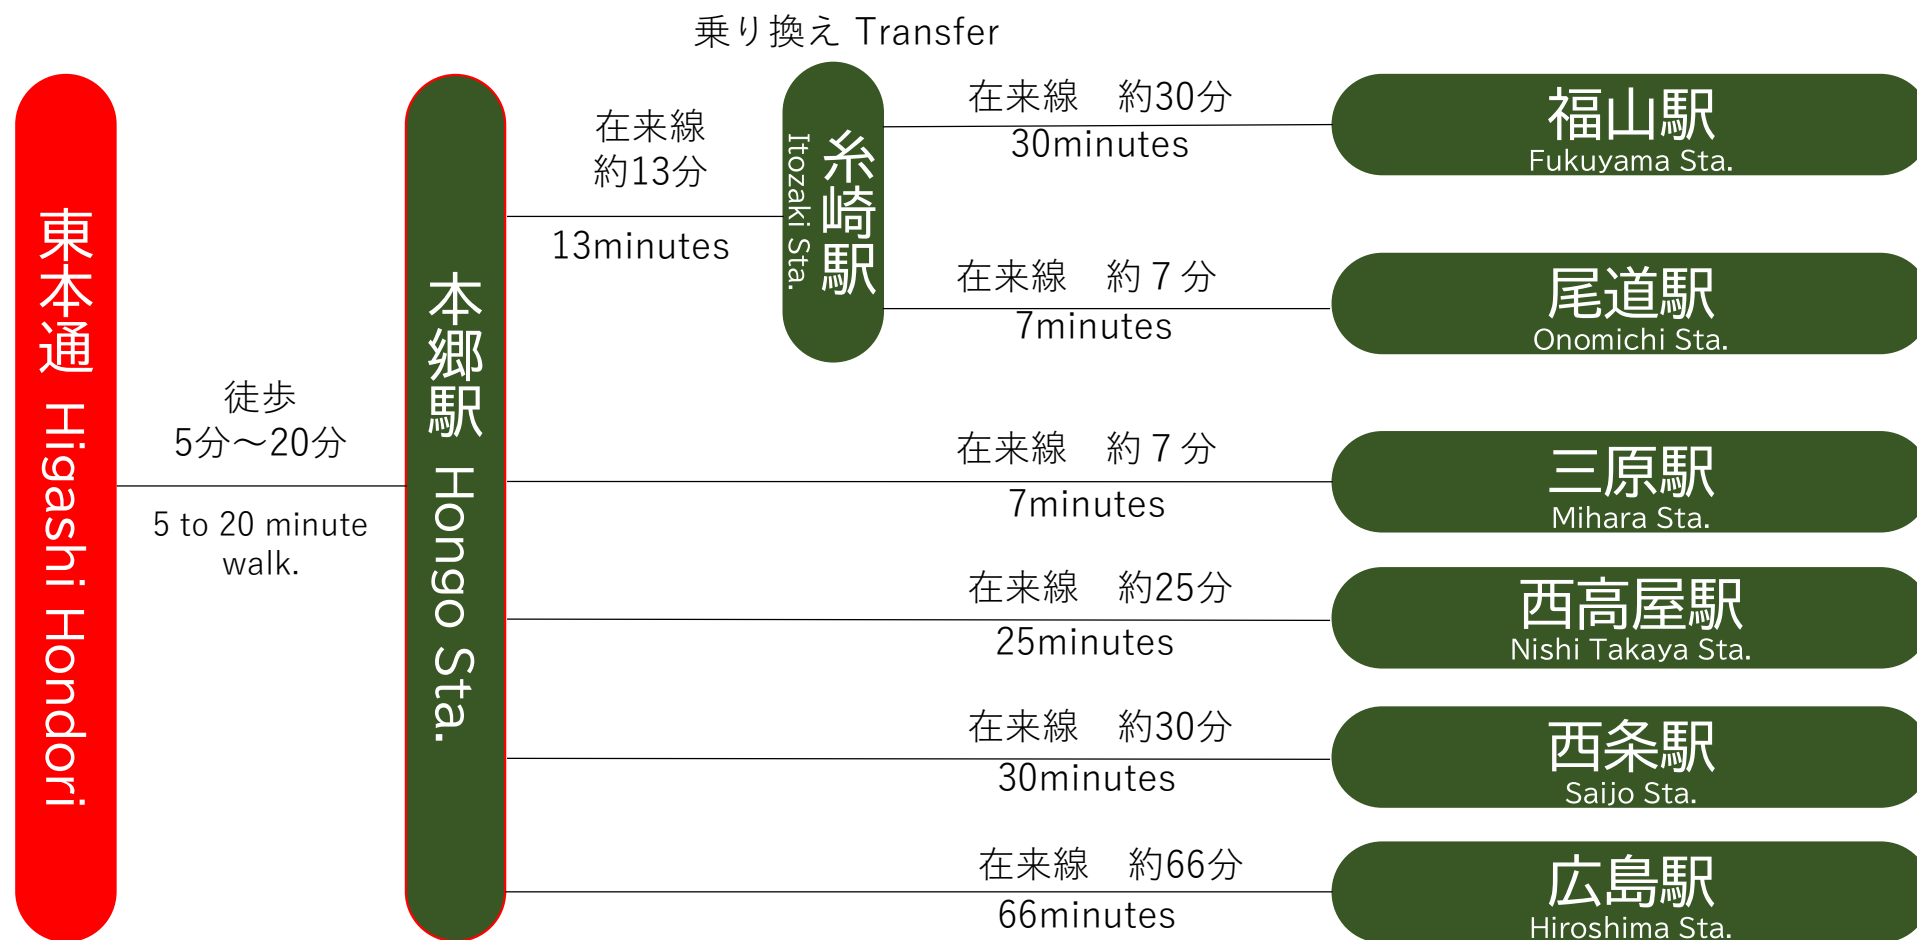 乗り換え Transfer
東本通 Higashi Hondori
徒歩
5分～20分
5 to 20 minute
walk.
本郷駅 Hongo Sta.
在来線
約13分
13minutes
糸崎駅
Itozaki Sta.
在来線　約30分
30minutes
福山駅
Fukuyama Sta.
在来線　約７分
7minutes
尾道駅
Onomichi Sta.
在来線　約７分
7minutes
三原駅
Mihara Sta.
在来線　約25分
25minutes
西高屋駅
Nishi Takaya Sta.
在来線　約30分
30minutes
西条駅
Saijo Sta.
在来線　約66分
66minutes
広島駅
Hiroshima Sta.